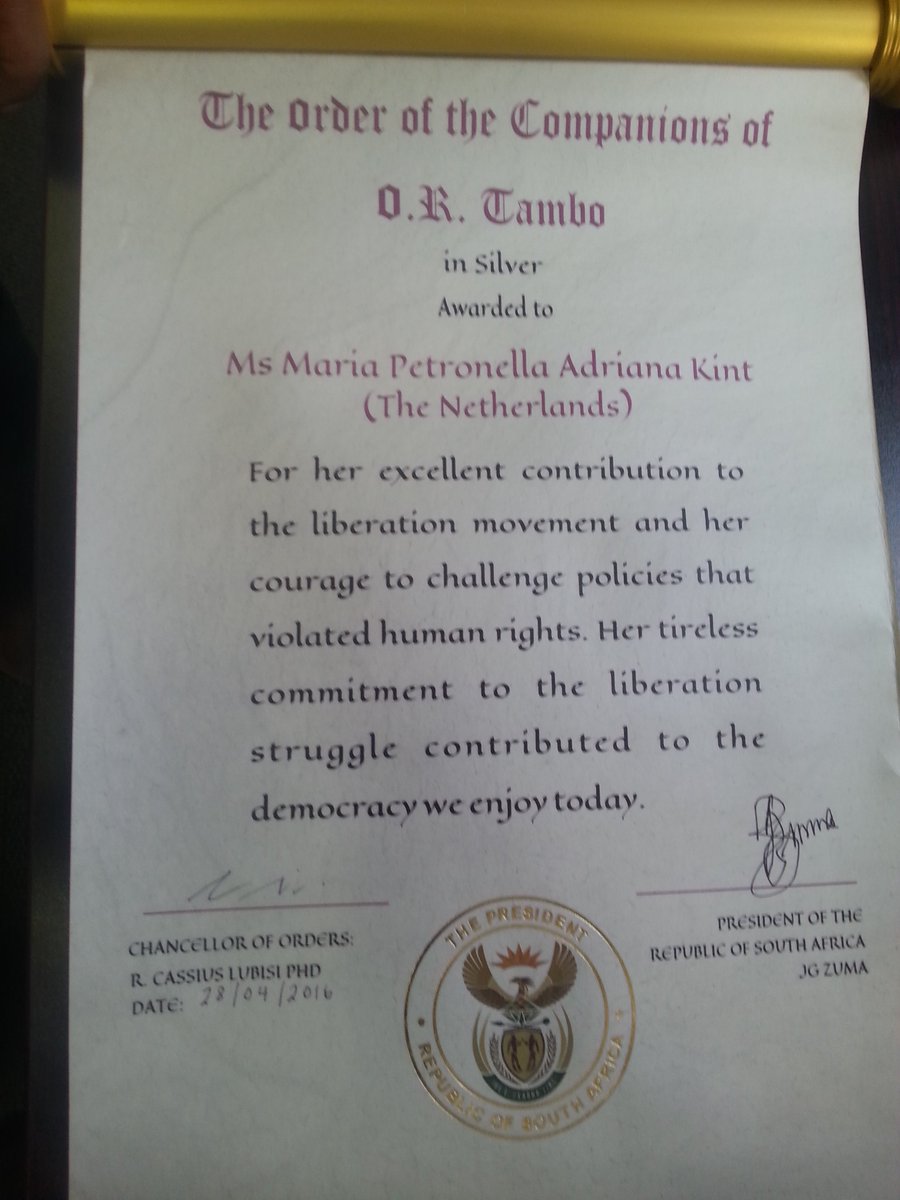 The Order of the Companions of
O.R. Tambo
in Silver
Awarded to
Ms Maria Petronella Adriana Kint
(The Netherlands)
For her excellent contribution to
the liberation movement and her
courage to challenge policies that
violated human rights. Her tireless
commitment to the liberation
struggle contributed to the
democracy we enjoy today.
CHANCELLOR OF ORDERS:
R. CASSIUS LUBISI PHD
DATE: 28/04/2016
Zuma
PRESIDENT OF THE
REPUBLIC OF SOUTH AFRICA
JG ZUMA
THE PRESIDENT
REPUBLIC OF SOUTH AFRICA